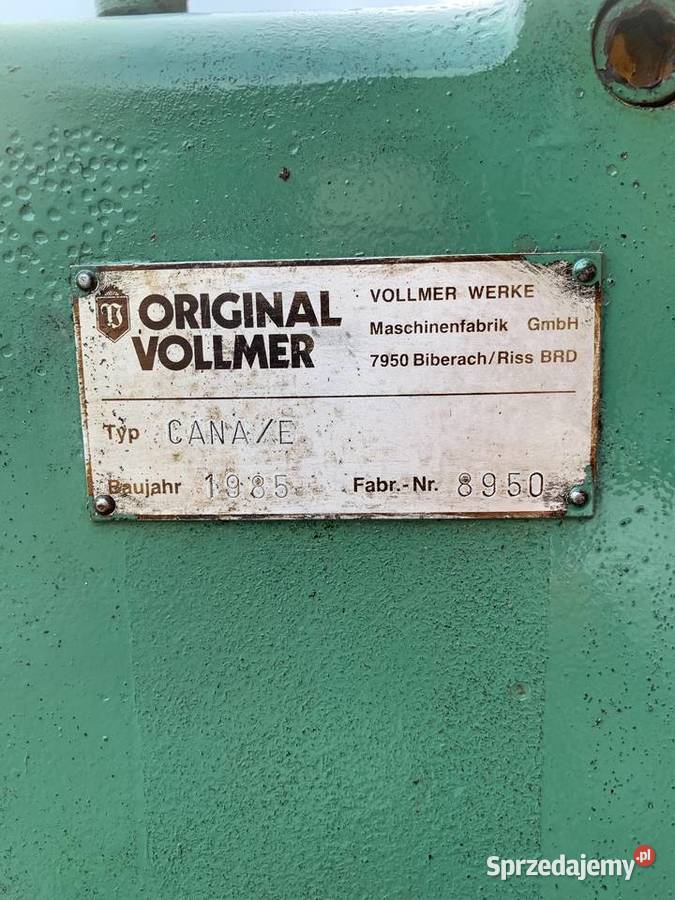 ORIGINAL
VOLLMER
VOLLMER WERKE
Maschinenfabrik GmbH
7950 Biberach/Riss BRD
Typ CANA/E
Baujahr 1985 Fabr.-Nr. 8950
Sprzedajemy.pl